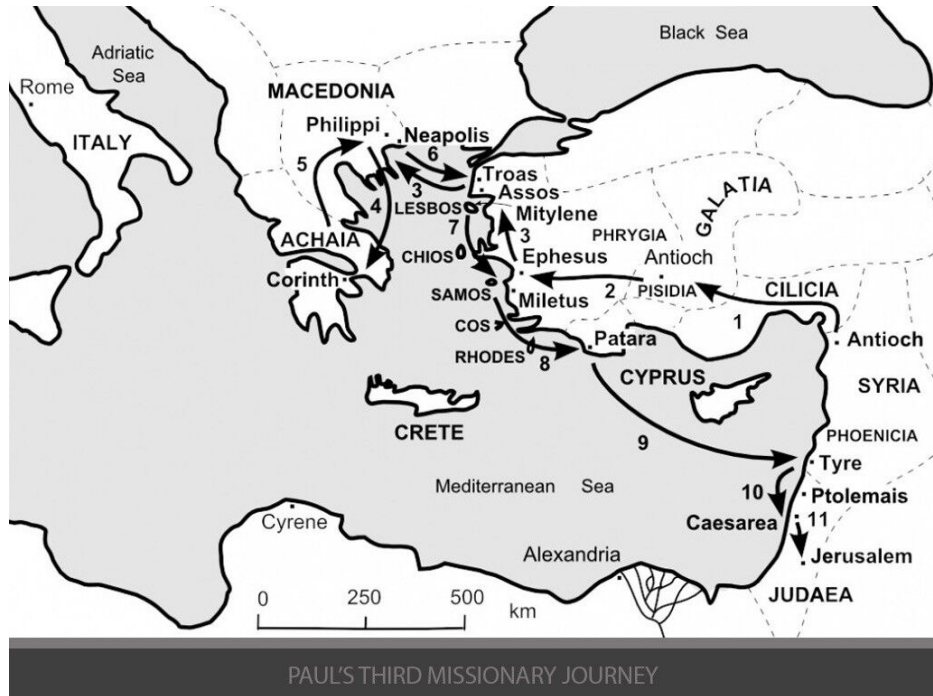 Black Sea
Adriatic
Sea
Rome
MACEDONIA
ITALY
Philippi
Neapolis
5
6
Troas
3
Assos
4
LESBOS
GALATIA
Mitylene
7
3
PHRYGIA
ACHAIA
CHIOS
Ephesus
Antioch
Corinth
2
PISIDIA
CILICIA
SAMOS
Miletus
1
COS
Patara
Antioch
RHODES
8
CYPRUS
SYRIA
CRETE
9
PHOENICIA
Tyre
Mediterranean Sea
10
Ptolemais
Cyrene
Caesarea
11
Alexandria
Jerusalem
JUDAEA
0 250 500
km
PAUL'S THIRD MISSIONARY JOURNEY